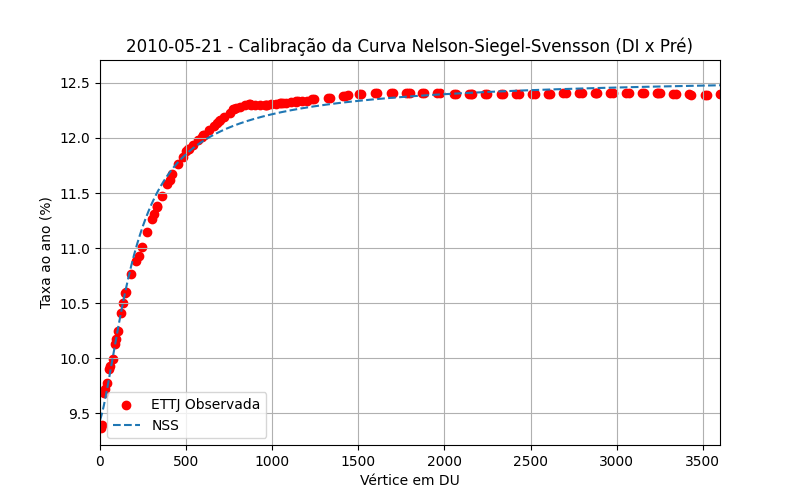 2010-05-21 - Calibração da Curva Nelson-Siegel-Svensson (DI x Pré)
Taxa ao ano (%)
12.5
12.0
11.5
11.0
10.5
10.0
9.5
ETTJ Observada
NSS
0 500 1000 1500 2000 2500 3000 3500
Vértice em DU